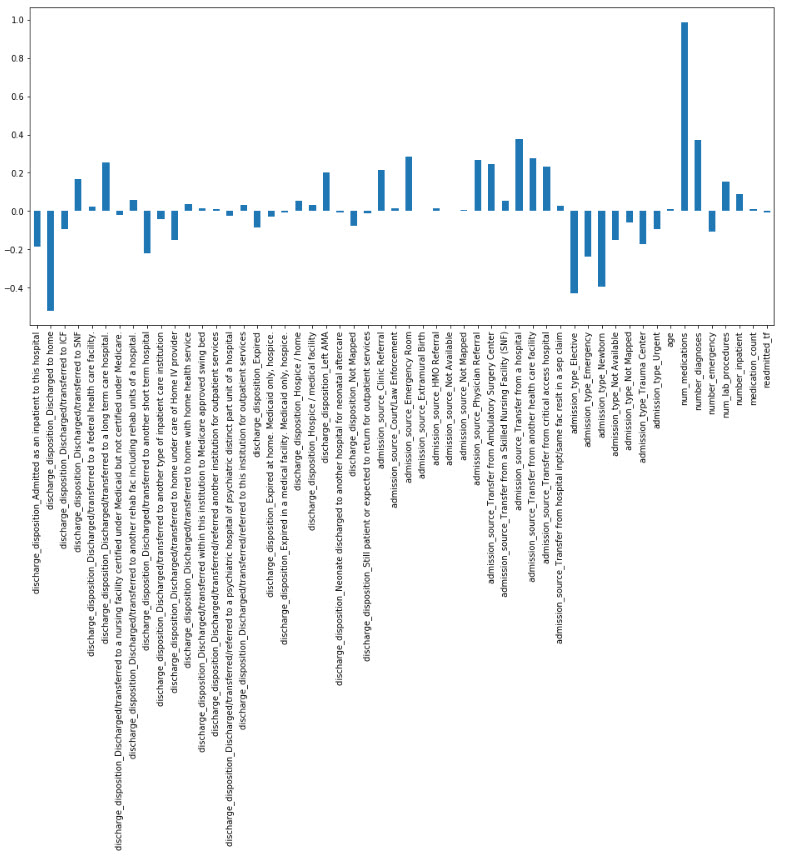 1.0
0.8
0.6
0.4
0.2
0.0
−0.2
−0.4
discharge_disposition_Admitted as an inpatient to this hospital
discharge_disposition_Discharged to home
discharge_disposition_Discharged/transferred to ICF
discharge_disposition_Discharged/transferred to SNF
discharge_disposition_Discharged/transferred to a federal health care facility.
discharge_disposition_Discharged/transferred to a long term care hospital.
discharge_disposition_Discharged/transferred to a nursing facility certified under Medicaid but not certified under Medicare
discharge_disposition_Discharged/transferred to another rehab fac including rehab units of a hospital.
discharge_disposition_Discharged/transferred to another short term hospital
discharge_disposition_Discharged/transferred to another type of inpatient care institution
discharge_disposition_Discharged/transferred to home under care of Home IV provider
discharge_disposition_Discharged/transferred to home with home health service
discharge_disposition_Discharged/transferred within this institution to Medicare approved swing bed
discharge_disposition_Discharged/transferred/referred another institution for outpatient services
discharge_disposition_Discharged/transferred/referred to a psychiatric hospital of psychiatric distinct part unit of a hospital
discharge_disposition_Discharged/transferred/referred to this institution for outpatient services
discharge_disposition_Expired
discharge_disposition_Expired at home. Medicaid only, hospice.
discharge_disposition_Expired in a medical facility. Medicaid only, hospice.
discharge_disposition_Hospice / home
discharge_disposition_Hospice / medical facility
discharge_disposition_Left AMA
discharge_disposition_Neonate discharged to another hospital for neonatal aftercare
discharge_disposition_Not Mapped
discharge_disposition_Still patient or expected to return for outpatient services
admission_source_Clinic Referral
admission_source_Court/Law Enforcement
admission_source_Emergency Room
admission_source_Extramural Birth
admission_source_HMO Referral
admission_source_Not Available
admission_source_Not Mapped
admission_source_Physician Referral
admission_source_Transfer from Ambulatory Surgery Center
admission_source_Transfer from a Skilled Nursing Facility (SNF)
admission_source_Transfer from a hospital
admission_source_Transfer from another health care facility
admission_source_Transfer from critical access hospital
admission_source_Transfer from hospital inpt/same fac resit in a sep claim
admission_type_Elective
admission_type_Emergency
admission_type_Newborn
admission_type_Not Available
admission_type_Not Mapped
admission_type_Trauma Center
admission_type_Urgent
age
num_medications
number_diagnoses
number_emergency
num_lab_procedures
number_inpatient
medication_count
readmitted_tf